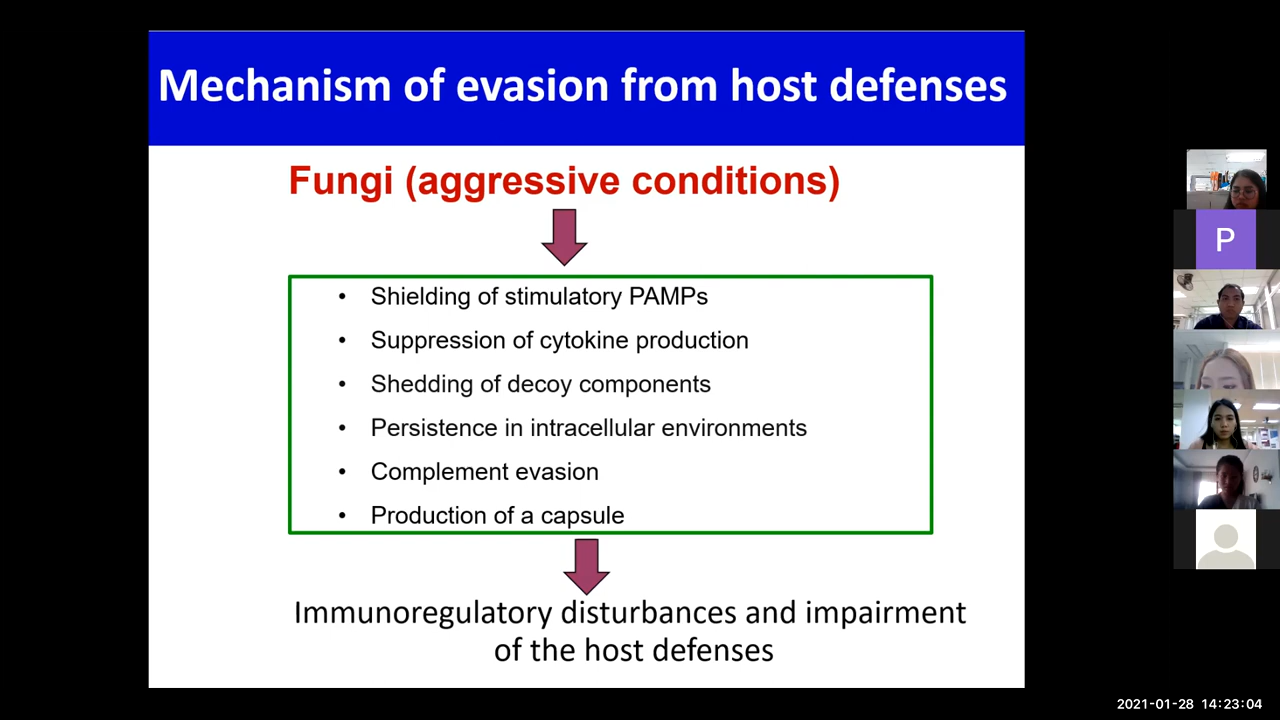 Mechanism of evasion from host defenses
Fungi (aggressive conditions)
• Shielding of stimulatory PAMPs
• Suppression of cytokine production
• Shedding of decoy components
• Persistence in intracellular environments
• Complement evasion
• Production of a capsule
Immunoregulatory disturbances and impairment
of the host defenses
P
2021-01-28 14:23:04